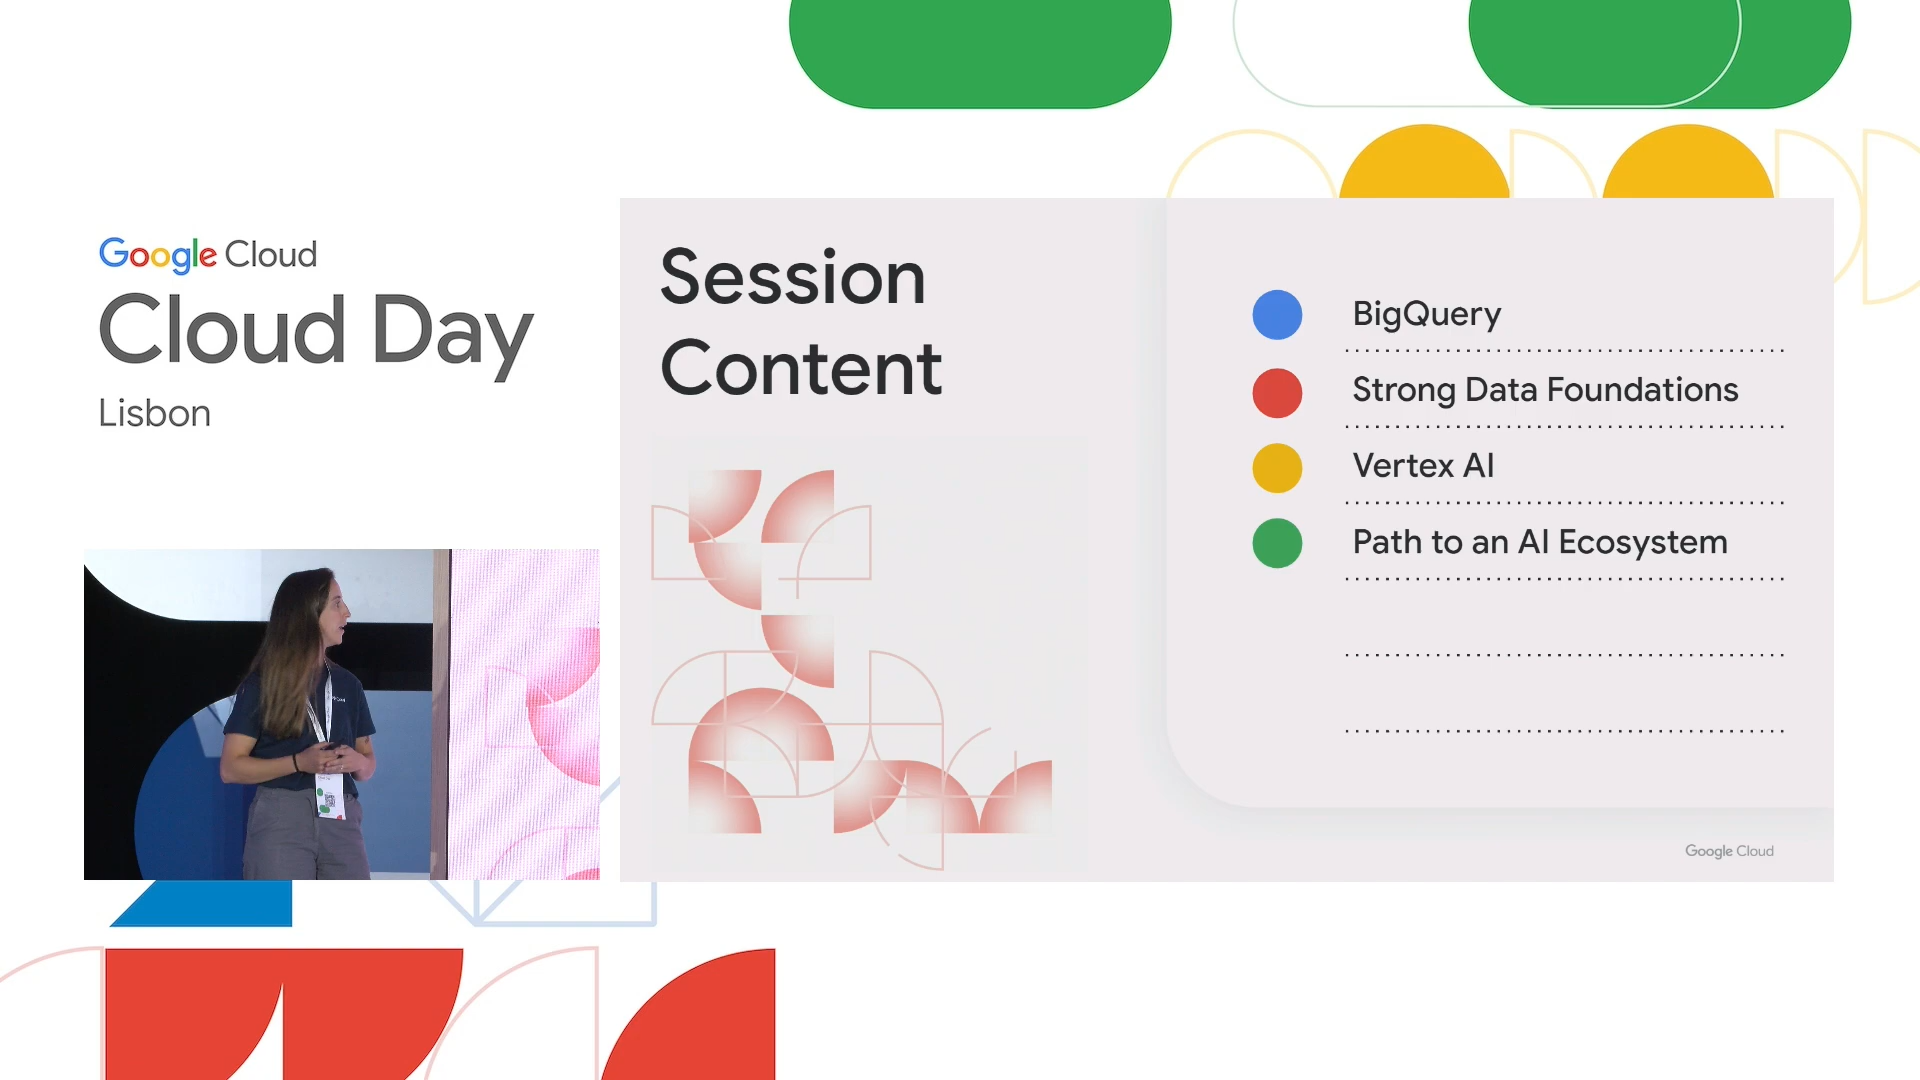 Google Cloud
Cloud Day
Lisbon
Session
Content
BigQuery
Strong Data Foundations
Vertex AI
Path to an AI Ecosystem
Google Cloud